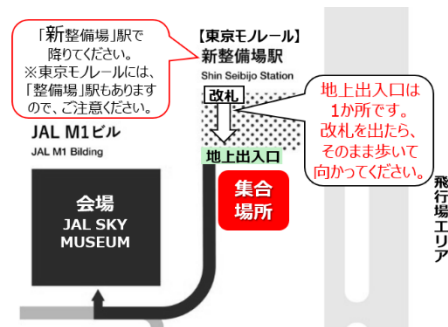 「新整備場」駅で
降りてください。
※東京モノレールには、
「整備場」駅もあります
ので、ご注意ください。
【東京モノレール】
新整備場駅
Shin Seibijo Station
改札
地上出入口は
1か所です。
改札を出たら、
そのまま歩いて
向かってください。
地上出入口
集合
場所
JAL M1ビル
JAL M1 Bilding
会場
JAL SKY
MUSEUM
飛行場エリア